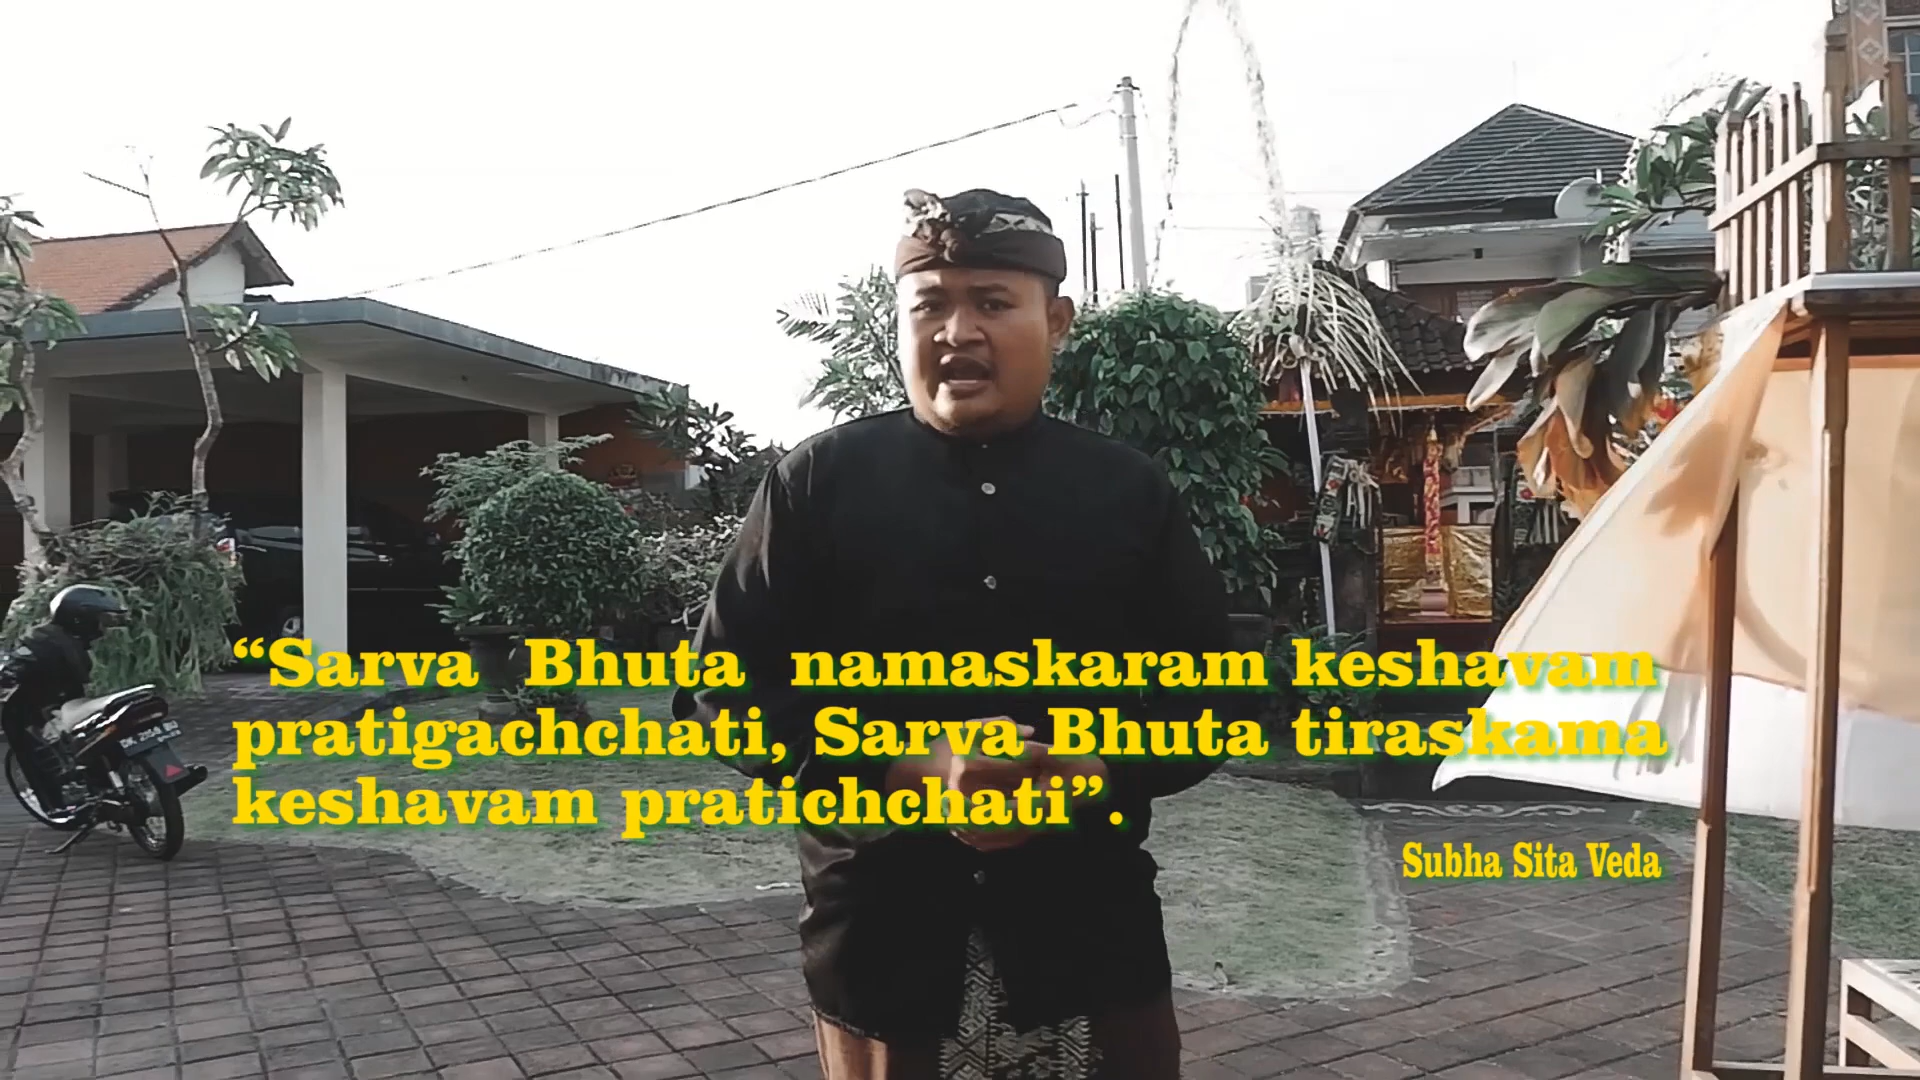 “Sarva Bhuta namaskaram keshavam
pratigachchati, Sarva Bhuta tiraskama
keshavam pratichchati”.
Subha Sita Veda